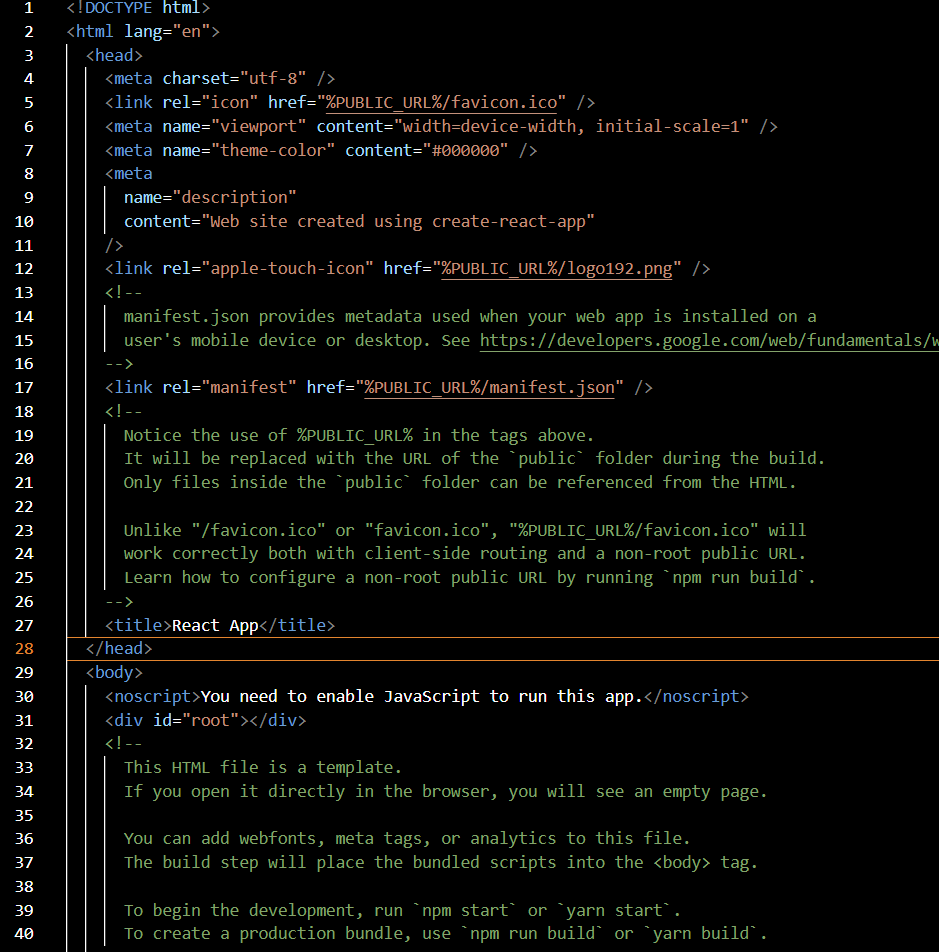 1 <!DOCTYPE html>
2 <html lang="en">
3 <head>
4 <meta charset="utf-8" />
5 <link rel="icon" href="%PUBLIC_URL%/favicon.ico" />
6 <meta name="viewport" content="width=device-width, initial-scale=1" />
7 <meta name="theme-color" content="#000000" />
8 <meta
9 name="description"
10 content="Web site created using create-react-app"
11 />
12 <link rel="apple-touch-icon" href="%PUBLIC_URL%/logo192.png" />
13 <!--
14 manifest.json provides metadata used when your web app is installed on a
15 user's mobile device or desktop. See https://developers.google.com/web/fundamentals/w
16 -->
17 <link rel="manifest" href="%PUBLIC_URL%/manifest.json" />
18 <!--
19 Notice the use of %PUBLIC_URL% in the tags above.
20 It will be replaced with the URL of the `public` folder during the build.
21 Only files inside the `public` folder can be referenced from the HTML.
22
23 Unlike "/favicon.ico" or "favicon.ico", "%PUBLIC_URL%/favicon.ico" will
24 work correctly both with client-side routing and a non-root public URL.
25 Learn how to configure a non-root public URL by running `npm run build`.
26 -->
27 <title>React App</title>
28 </head>
29 <body>
30 <noscript>You need to enable JavaScript to run this app.</noscript>
31 <div id="root"></div>
32 <!--
33 This HTML file is a template.
34 If you open it directly in the browser, you will see an empty page.
35
36 You can add webfonts, meta tags, or analytics to this file.
37 The build step will place the bundled scripts into the <body> tag.
38
39 To begin the development, run `npm start` or `yarn start`.
40 To create a production bundle, use `npm run build` or `yarn build`.